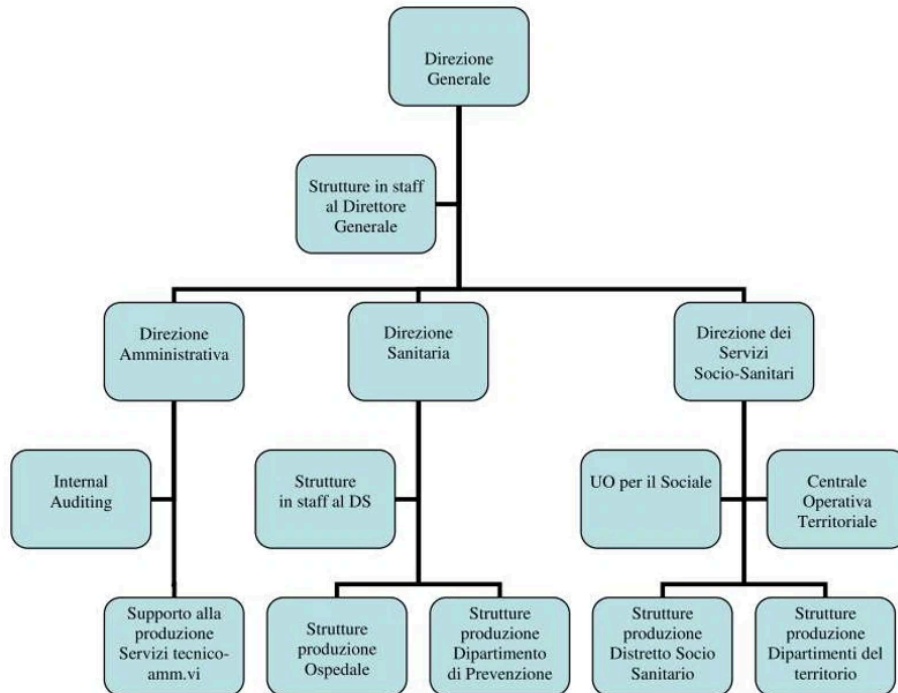 Direzione
Generale
Strutture in staff
al Direttore
Generale
Direzione
Amministrativa
Direzione
Sanitaria
Direzione dei
Servizi
Socio-Sanitari
Internal
Auditing
Strutture
in staff al DS
UO per il Sociale
Centrale
Operativa
Territoriale
Supporto alla
produzione
Servizi tecnico-
amm.vi
Strutture
produzione
Ospedale
Strutture
produzione
Dipartimento
di Prevenzione
Strutture
produzione
Distretto Socio
Sanitario
Strutture
produzione
Dipartimenti del
territorio